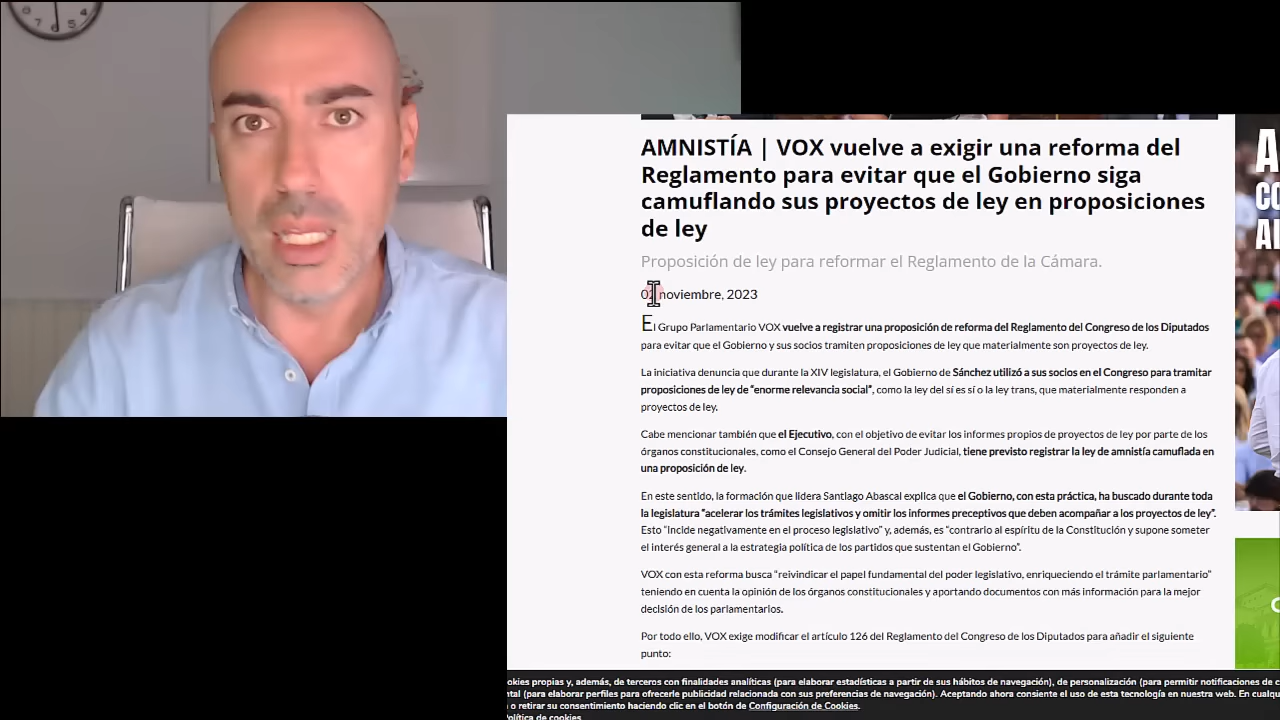 AMNISTÍA | VOX vuelve a exigir una reforma del
Reglamento para evitar que el Gobierno siga
camuflando sus proyectos de ley en proposiciones
de ley
Proposición de ley para reformar el Reglamento de la Cámara.
02 noviembre, 2023
El Grupo Parlamentario VOX vuelve a registrar una proposición de reforma del Reglamento del Congreso de los Diputados
para evitar que el Gobierno y sus socios tramiten proposiciones de ley que materialmente son proyectos de ley.
La iniciativa denuncia que durante la XIV legislatura, el Gobierno de Sánchez utilizó a sus socios en el Congreso para tramitar
proposiciones de ley de “enorme relevancia social”, como la ley del sí es sí o la ley trans, que materialmente responden a
proyectos de ley.
Cabe mencionar también que el Ejecutivo, con el objetivo de evitar los informes propios de proyectos de ley por parte de los
órganos constitucionales, como el Consejo General del Poder Judicial, tiene previsto registrar la ley de amnistía camuflada en
una proposición de ley.
En este sentido, la formación que lidera Santiago Abascal explica que el Gobierno, con esta práctica, ha buscado durante toda
la legislatura “acelerar los trámites legislativos y omitir los informes preceptivos que deben acompañar a los proyectos de ley”.
Esto “incide negativamente en el proceso legislativo” y, además, es “contrario al espíritu de la Constitución y supone someter
el interés general a la estrategia política de los partidos que sustentan el Gobierno”.
VOX con esta reforma busca “reivindicar el papel fundamental del poder legislativo, enriqueciendo el trámite parlamentario”
teniendo en cuenta la opinión de los órganos constitucionales y aportando documentos con más información para la mejor
decisión de los parlamentarios.
Por todo ello, VOX exige modificar el artículo 126 del Reglamento del Congreso de los Diputados para añadir el siguiente
punto:
okies propias y, además, de terceros con finalidades analíticas (para elaborar estadísticas a partir de sus hábitos de navegación), de personalización (para permitir notificaciones de c
ntal (para elaborar perfiles para ofrecerle publicidad relacionada con sus preferencias de navegación). Aceptando ahora consiente el uso de esta tecnología en nuestra web. En cualqu
o retirar su consentimiento haciendo clic en el botón de Configuración de Cookies.
Política de cookies